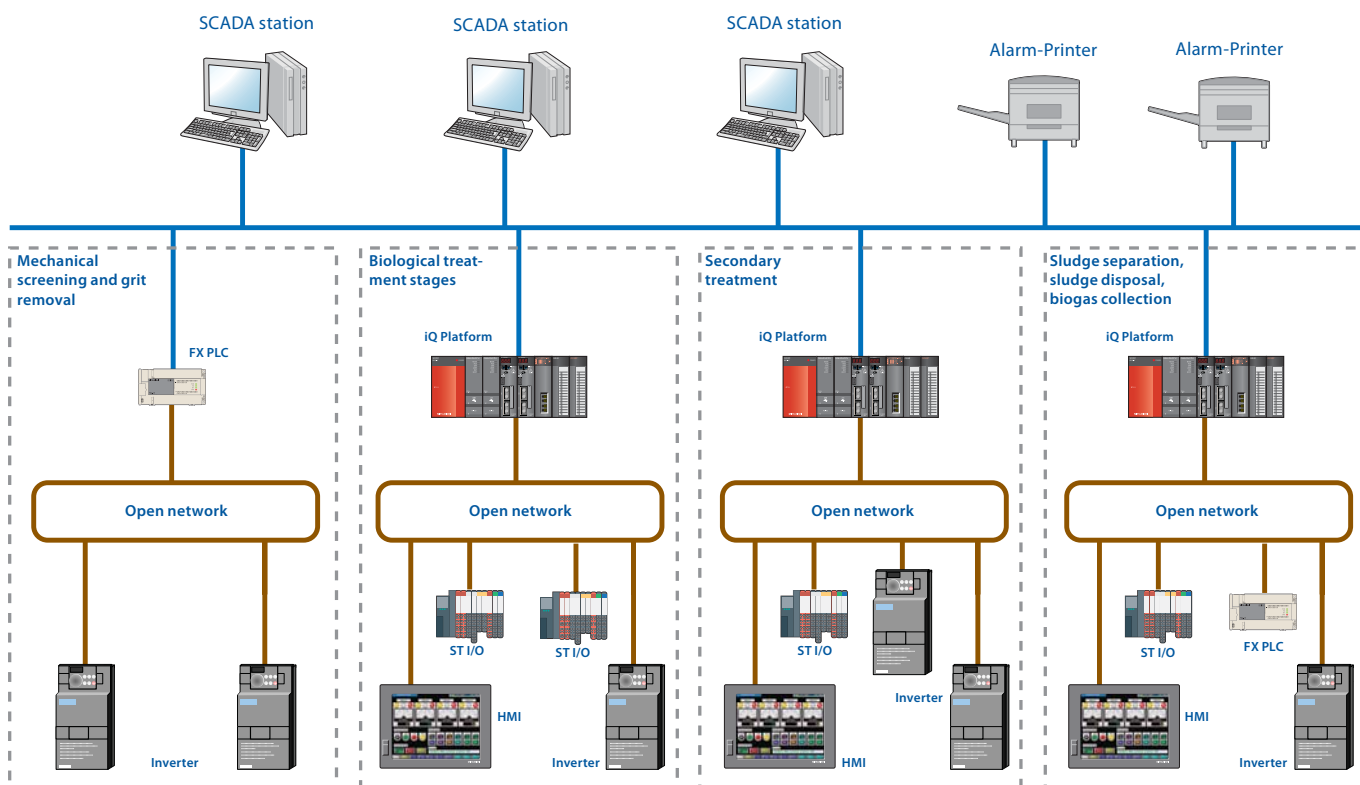 SCADA station
SCADA station
SCADA station
Alarm-Printer
Alarm-Printer
Mechanical
screening and grit
removal
Biological treat-
ment stages
Secondary
treatment
Sludge separation,
sludge disposal,
biogas collection
FX PLC
iQ Platform
iQ Platform
iQ Platform
Open network
Open network
Open network
Open network
ST I/O
ST I/O
ST I/O
ST I/O
FX PLC
Inverter
HMI
HMI
Inverter
Inverter
HMI
Inverter